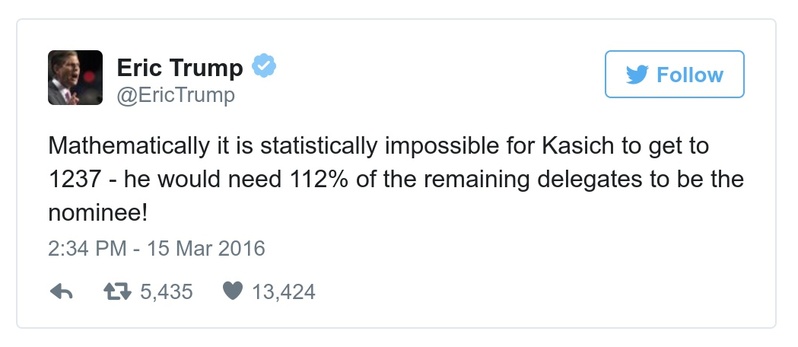 Eric Trump
@EricTrump
Follow
Mathematically it is statistically impossible for Kasich to get to
1237 - he would need 112% of the remaining delegates to be the
nominee!
2:34 PM - 15 Mar 2016
5,435 13,424